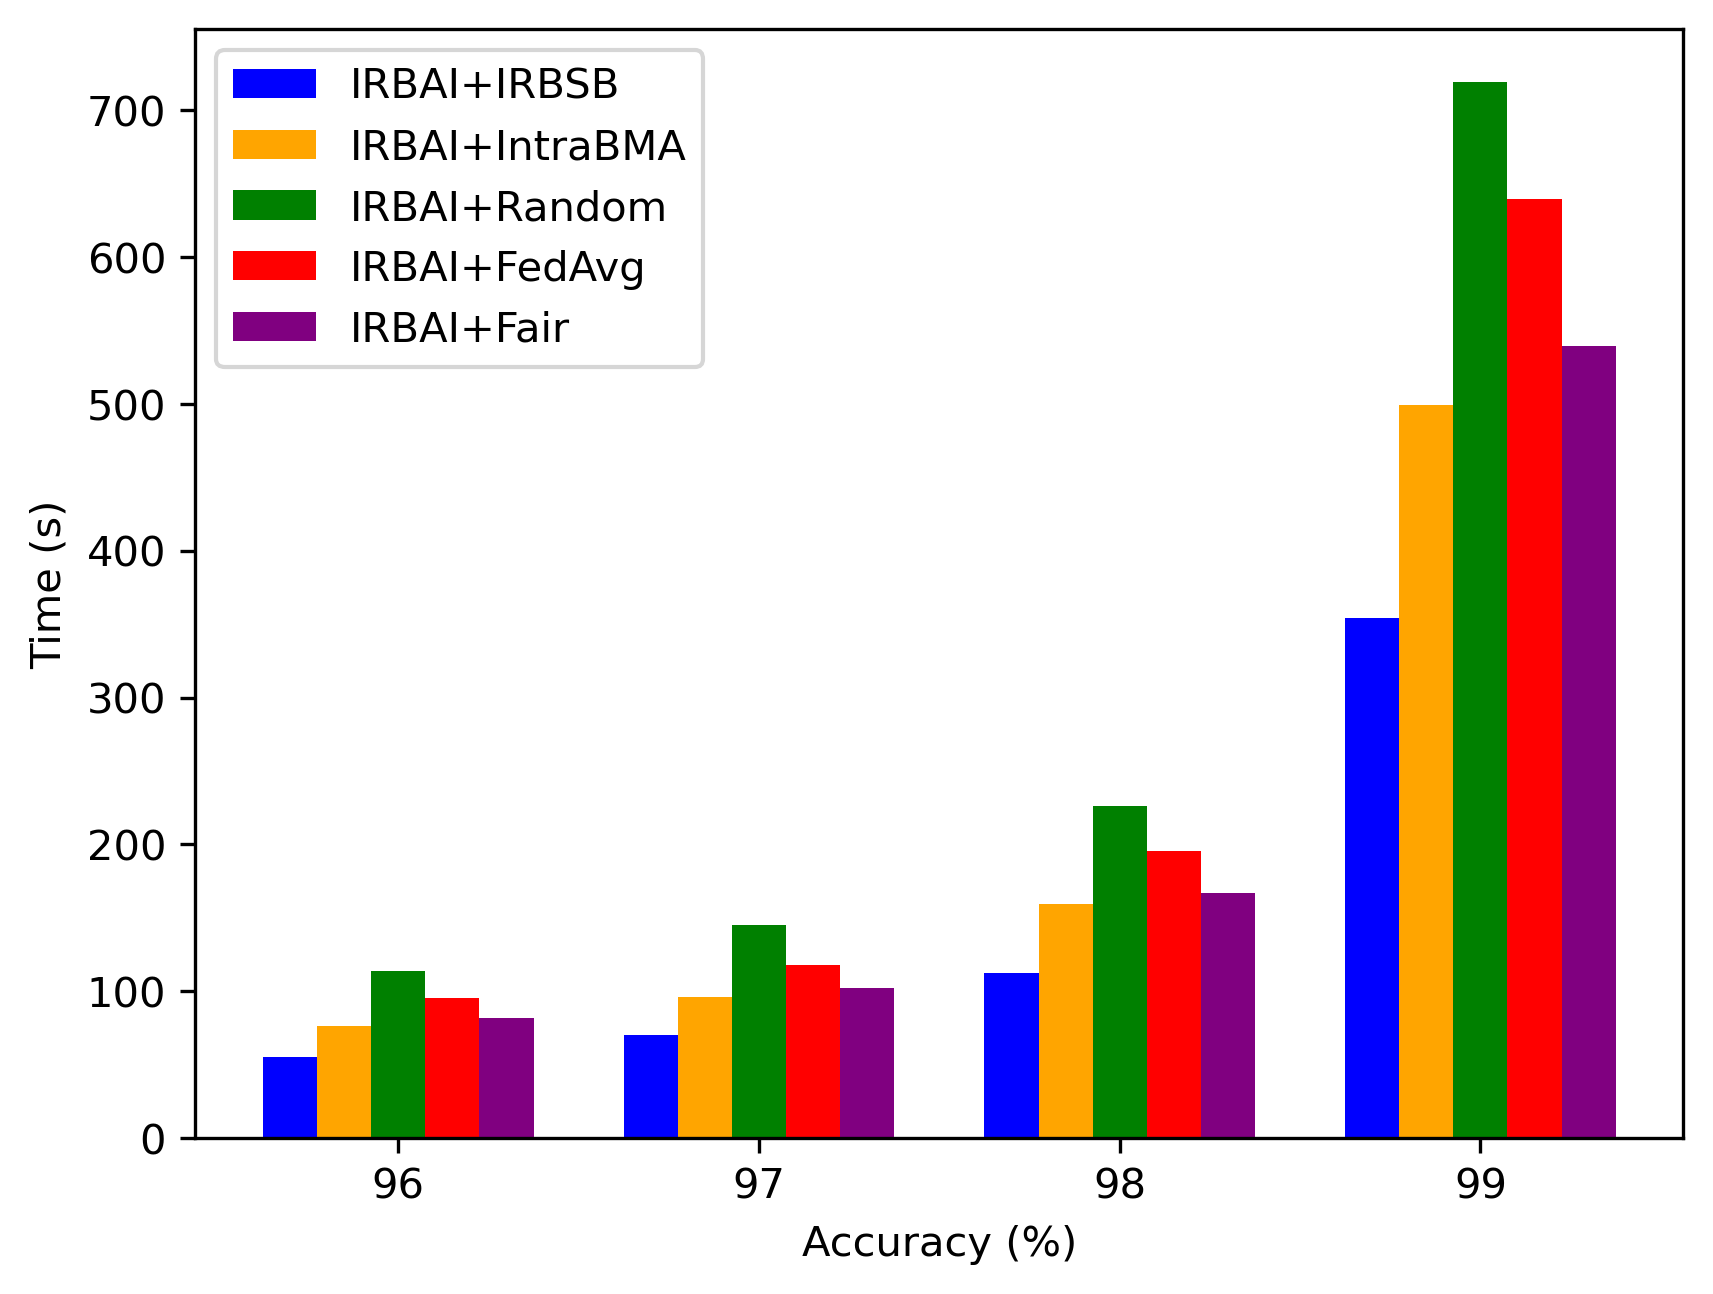 IRBAI+IRBSB
IRBAI+IntraBMA
IRBAI+Random
IRBAI+FedAvg
IRBAI+Fair
700
600
500
400
300
200
100
0
Time (s)
96 97 98 99
Accuracy (%)